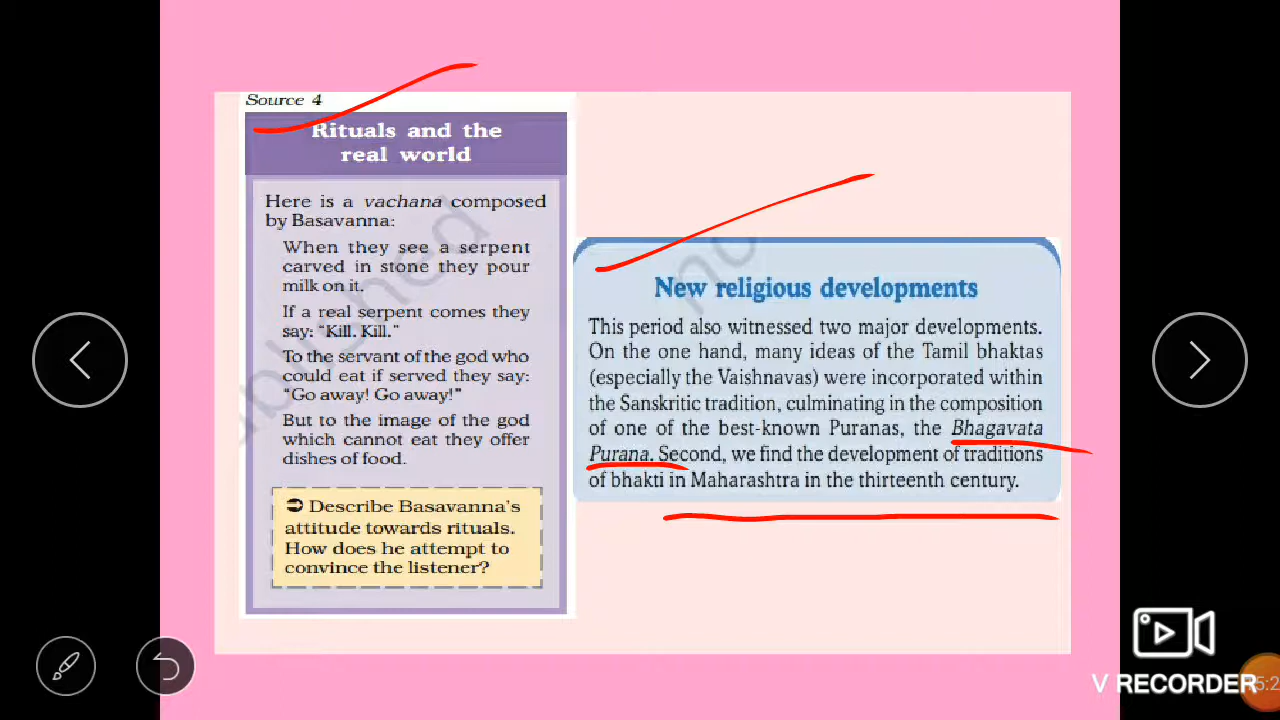 Source 4
Rituals and the
real world
Here is a vachana composed
by Basavanna:
When they see a serpent
carved in stone they pour
milk on it.
If a real serpent comes they
say: “Kill. Kill.”
To the servant of the god who
could eat if served they say:
“Go away! Go away!”
But to the image of the god
which cannot eat they offer
dishes of food.
➲ Describe Basavanna’s
attitude towards rituals.
How does he attempt to
convince the listener?
New religious developments
This period also witnessed two major developments.
On the one hand, many ideas of the Tamil bhaktas
(especially the Vaishnavas) were incorporated within
the Sanskritic tradition, culminating in the composition
of one of the best-known Puranas, the Bhagavata
Purana. Second, we find the development of traditions
of bhakti in Maharashtra in the thirteenth century.
V RECORDER